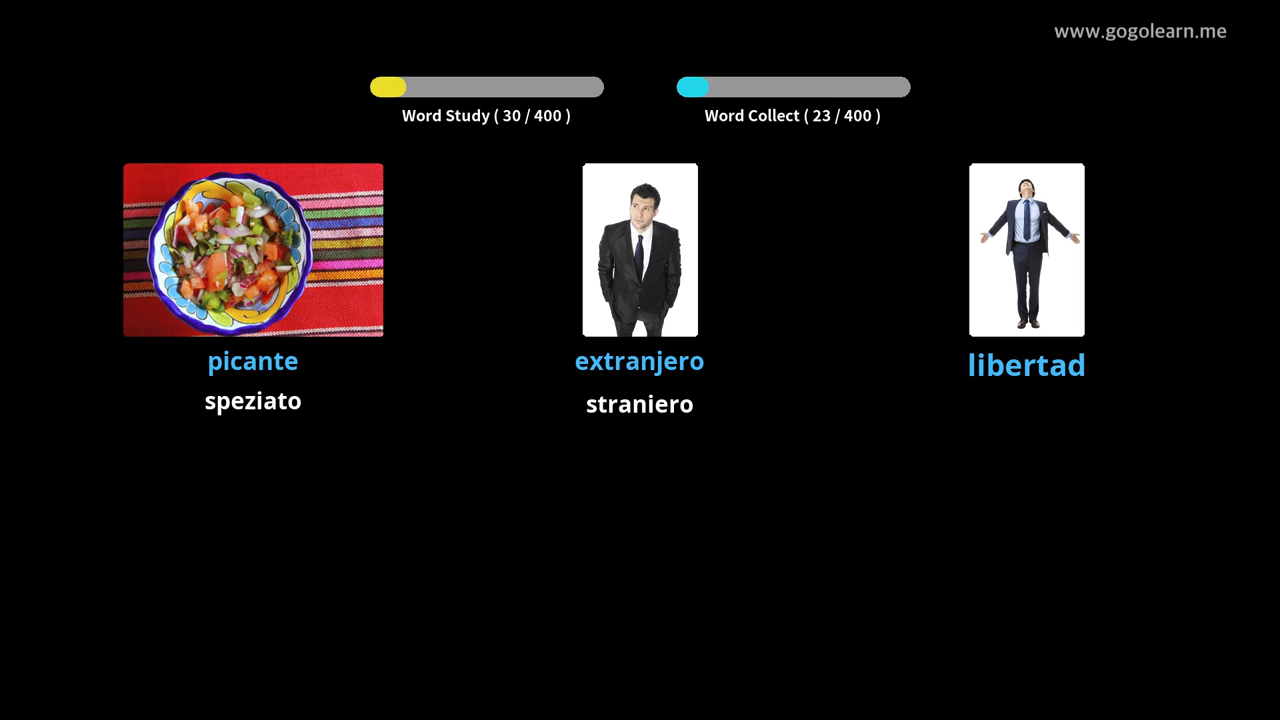 www.gogolearn.me
Word Study ( 30 / 400 )
Word Collect ( 23 / 400 )
picante
speziato
extranjero
straniero
libertad